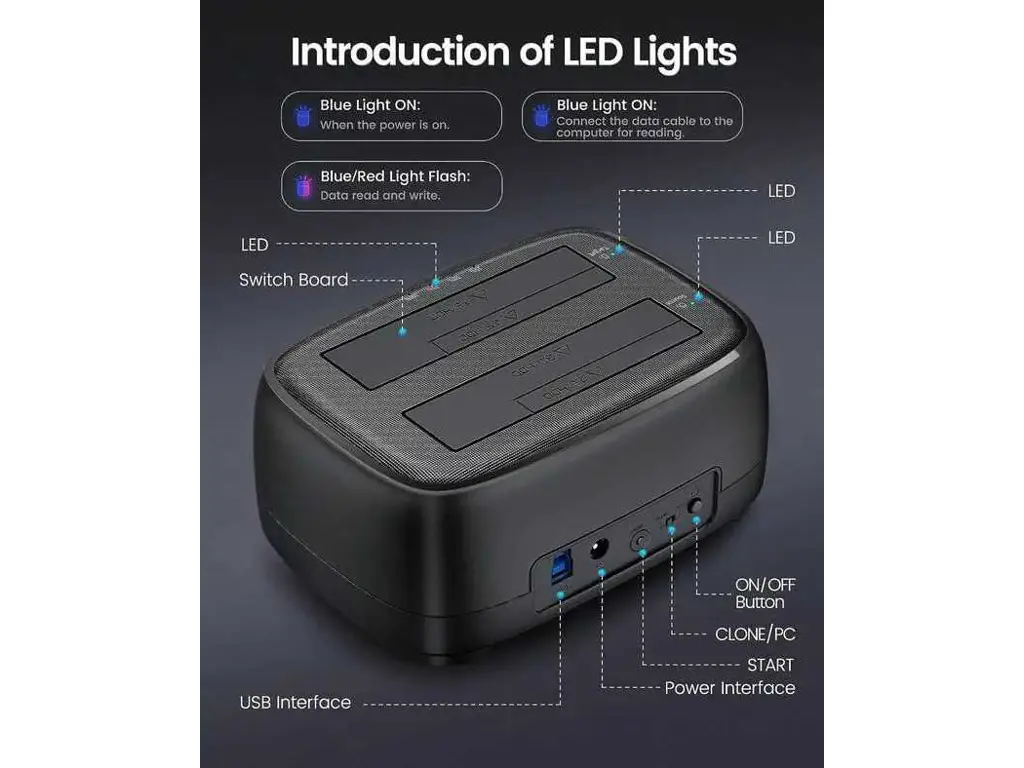 Introduction of LED Lights
Blue Light ON:
When the power is on.
Blue Light ON:
Connect the data cable to the
computer for reading.
Blue/Red Light Flash:
Data read and write.
LED
LED
LED
Switch Board
ON/OFF
Button
CLONE/PC
START
Power Interface
USB Interface